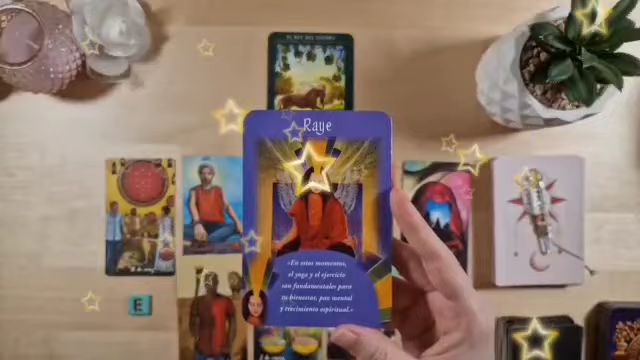 Raye
«En estos momentos,
el yoga y el ejercicio
son fundamentales para
tu bienestar, paz mental
y crecimiento espiritual.»
E